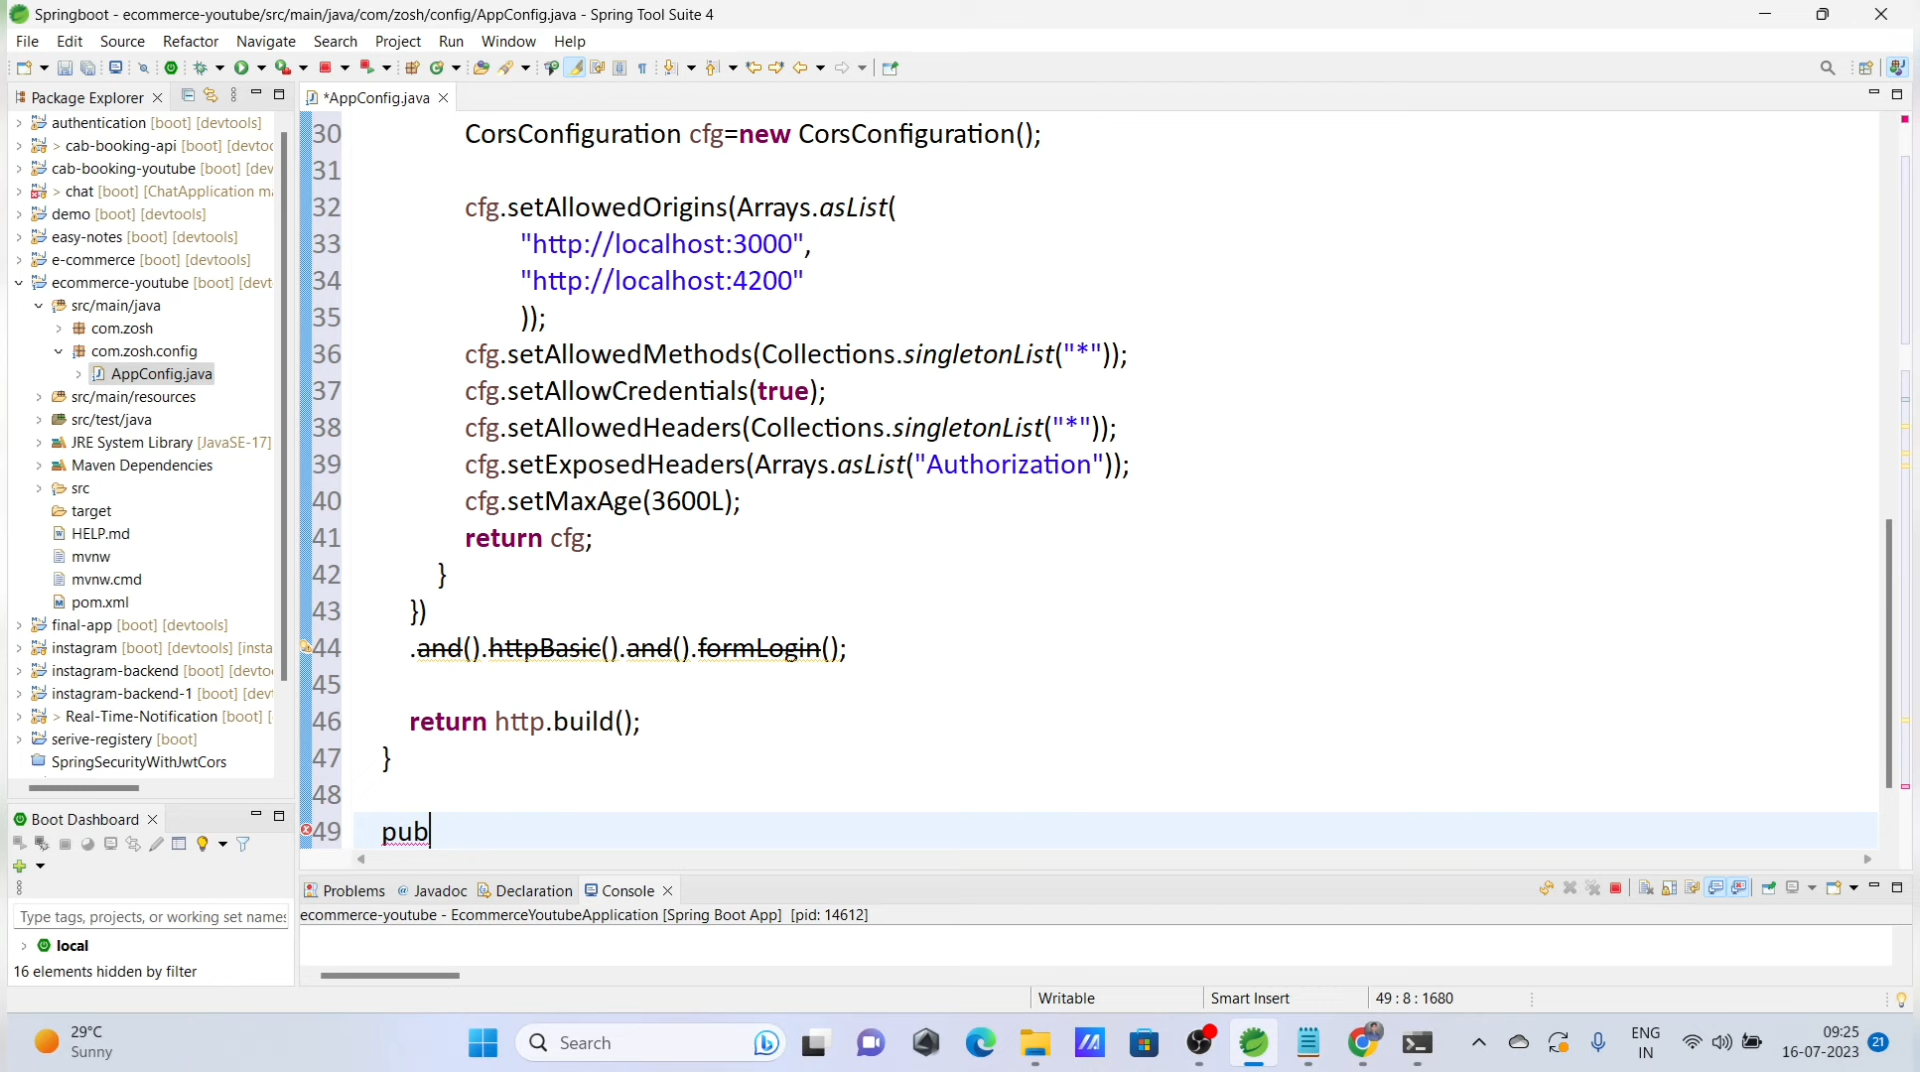 Springboot - ecommerce-youtube/src/main/java/com/zosh/config/AppConfig.java - Spring Tool Suite 4
File Edit Source Refactor Navigate Search Project Run Window Help
Package Explorer
*AppConfig.java
authentication [boot] [devtools]
> cab-booking-api [boot] [devtoo
cab-booking-youtube [boot] [dev
> chat [boot] [ChatApplication ma
demo [boot] [devtools]
easy-notes [boot] [devtools]
e-commerce [boot] [devtools]
ecommerce-youtube [boot] [devt
src/main/java
com.zosh
com.zosh.config
AppConfig.java
src/main/resources
src/test/java
JRE System Library [JavaSE-17]
Maven Dependencies
src
target
HELP.md
mvnw
mvnw.cmd
pom.xml
final-app [boot] [devtools]
instagram [boot] [devtools] [insta
instagram-backend [boot] [devto
instagram-backend-1 [boot] [dev
> Real-Time-Notification [boot] [
serive-registery [boot]
SpringSecurityWithJwtCors
30 CorsConfiguration cfg=new CorsConfiguration();
31
32 cfg.setAllowedOrigins(Arrays.asList(
33 "http://localhost:3000",
34 "http://localhost:4200"
35 ));
36 cfg.setAllowedMethods(Collections.singletonList("*"));
37 cfg.setAllowCredentials(true);
38 cfg.setAllowedHeaders(Collections.singletonList("*"));
39 cfg.setExposedHeaders(Arrays.asList("Authorization"));
40 cfg.setMaxAge(3600L);
41 return cfg;
42 }
43 })
44 .and().httpBasic().and().formLogin();
45
46 return http.build();
47 }
48
49 pub
Boot Dashboard
Type tags, projects, or working set names
local
16 elements hidden by filter
Problems Javadoc Declaration Console
ecommerce-youtube - EcommerceYoutubeApplication [Spring Boot App] [pid: 14612]
Writable Smart Insert 49 : 8 : 1680
29°C
Sunny
Search
ENG
IN
09:25
16-07-2023
21